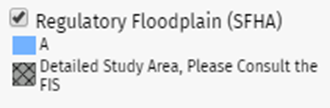 Regulatory Floodplain (SFHA)
A
Detailed Study Area, Please Consult the
FIS